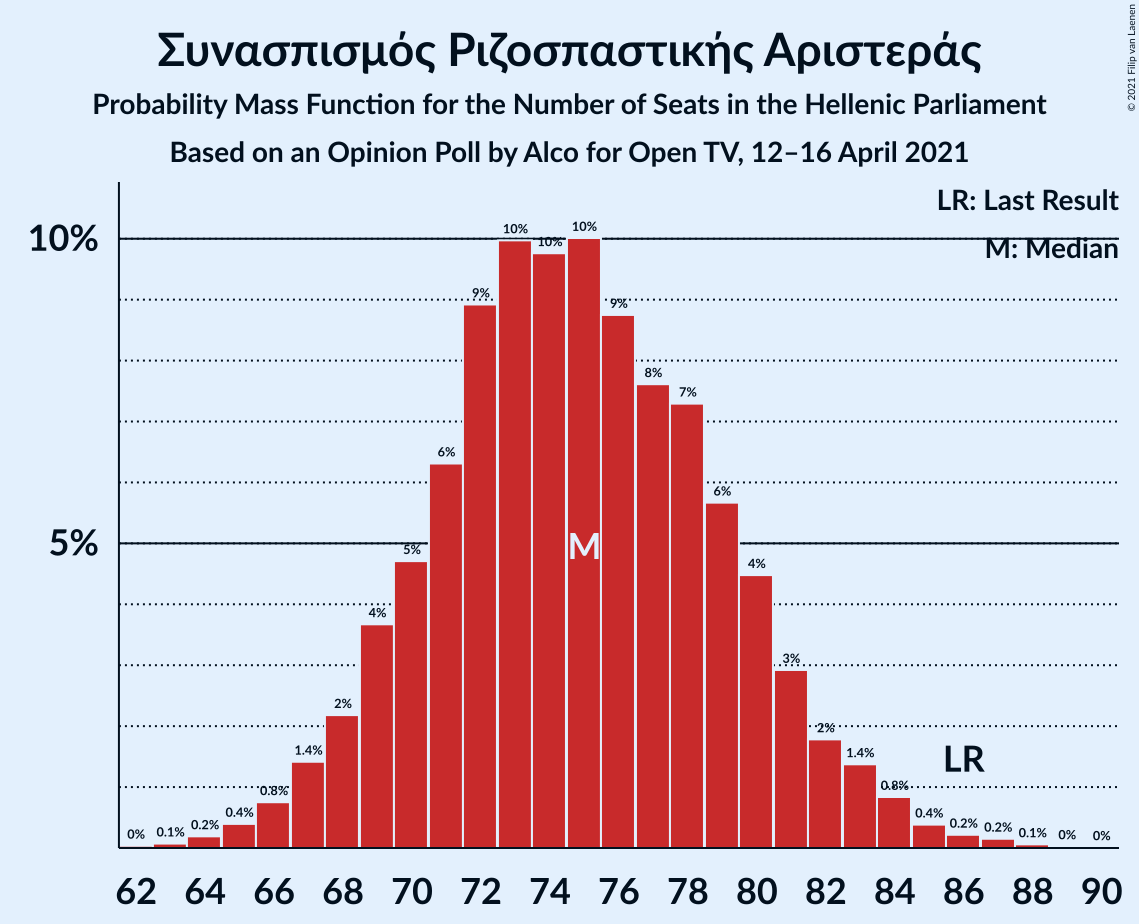 Συνασπισμός Ριζοσπαστικής Αριστεράς
Probability Mass Function for the Number of Seats in the Hellenic Parliament
Based on an Opinion Poll by Alco for Open TV, 12–16 April 2021
© 2021 Filip van Laenen
LR: Last Result
M: Median
10%
5%
0% 0.1% 0.2% 0.4% 0.8% 1.4% 2% 4% 5% 6% 9% 10% 10% 10% 9% 8% 7% 6% 4% 3% 2% 1.4% 0.8% 0.4% 0.2% 0.2% 0.1% 0% 0%
M
LR
62 64 66 68 70 72 74 76 78 80 82 84 86 88 90